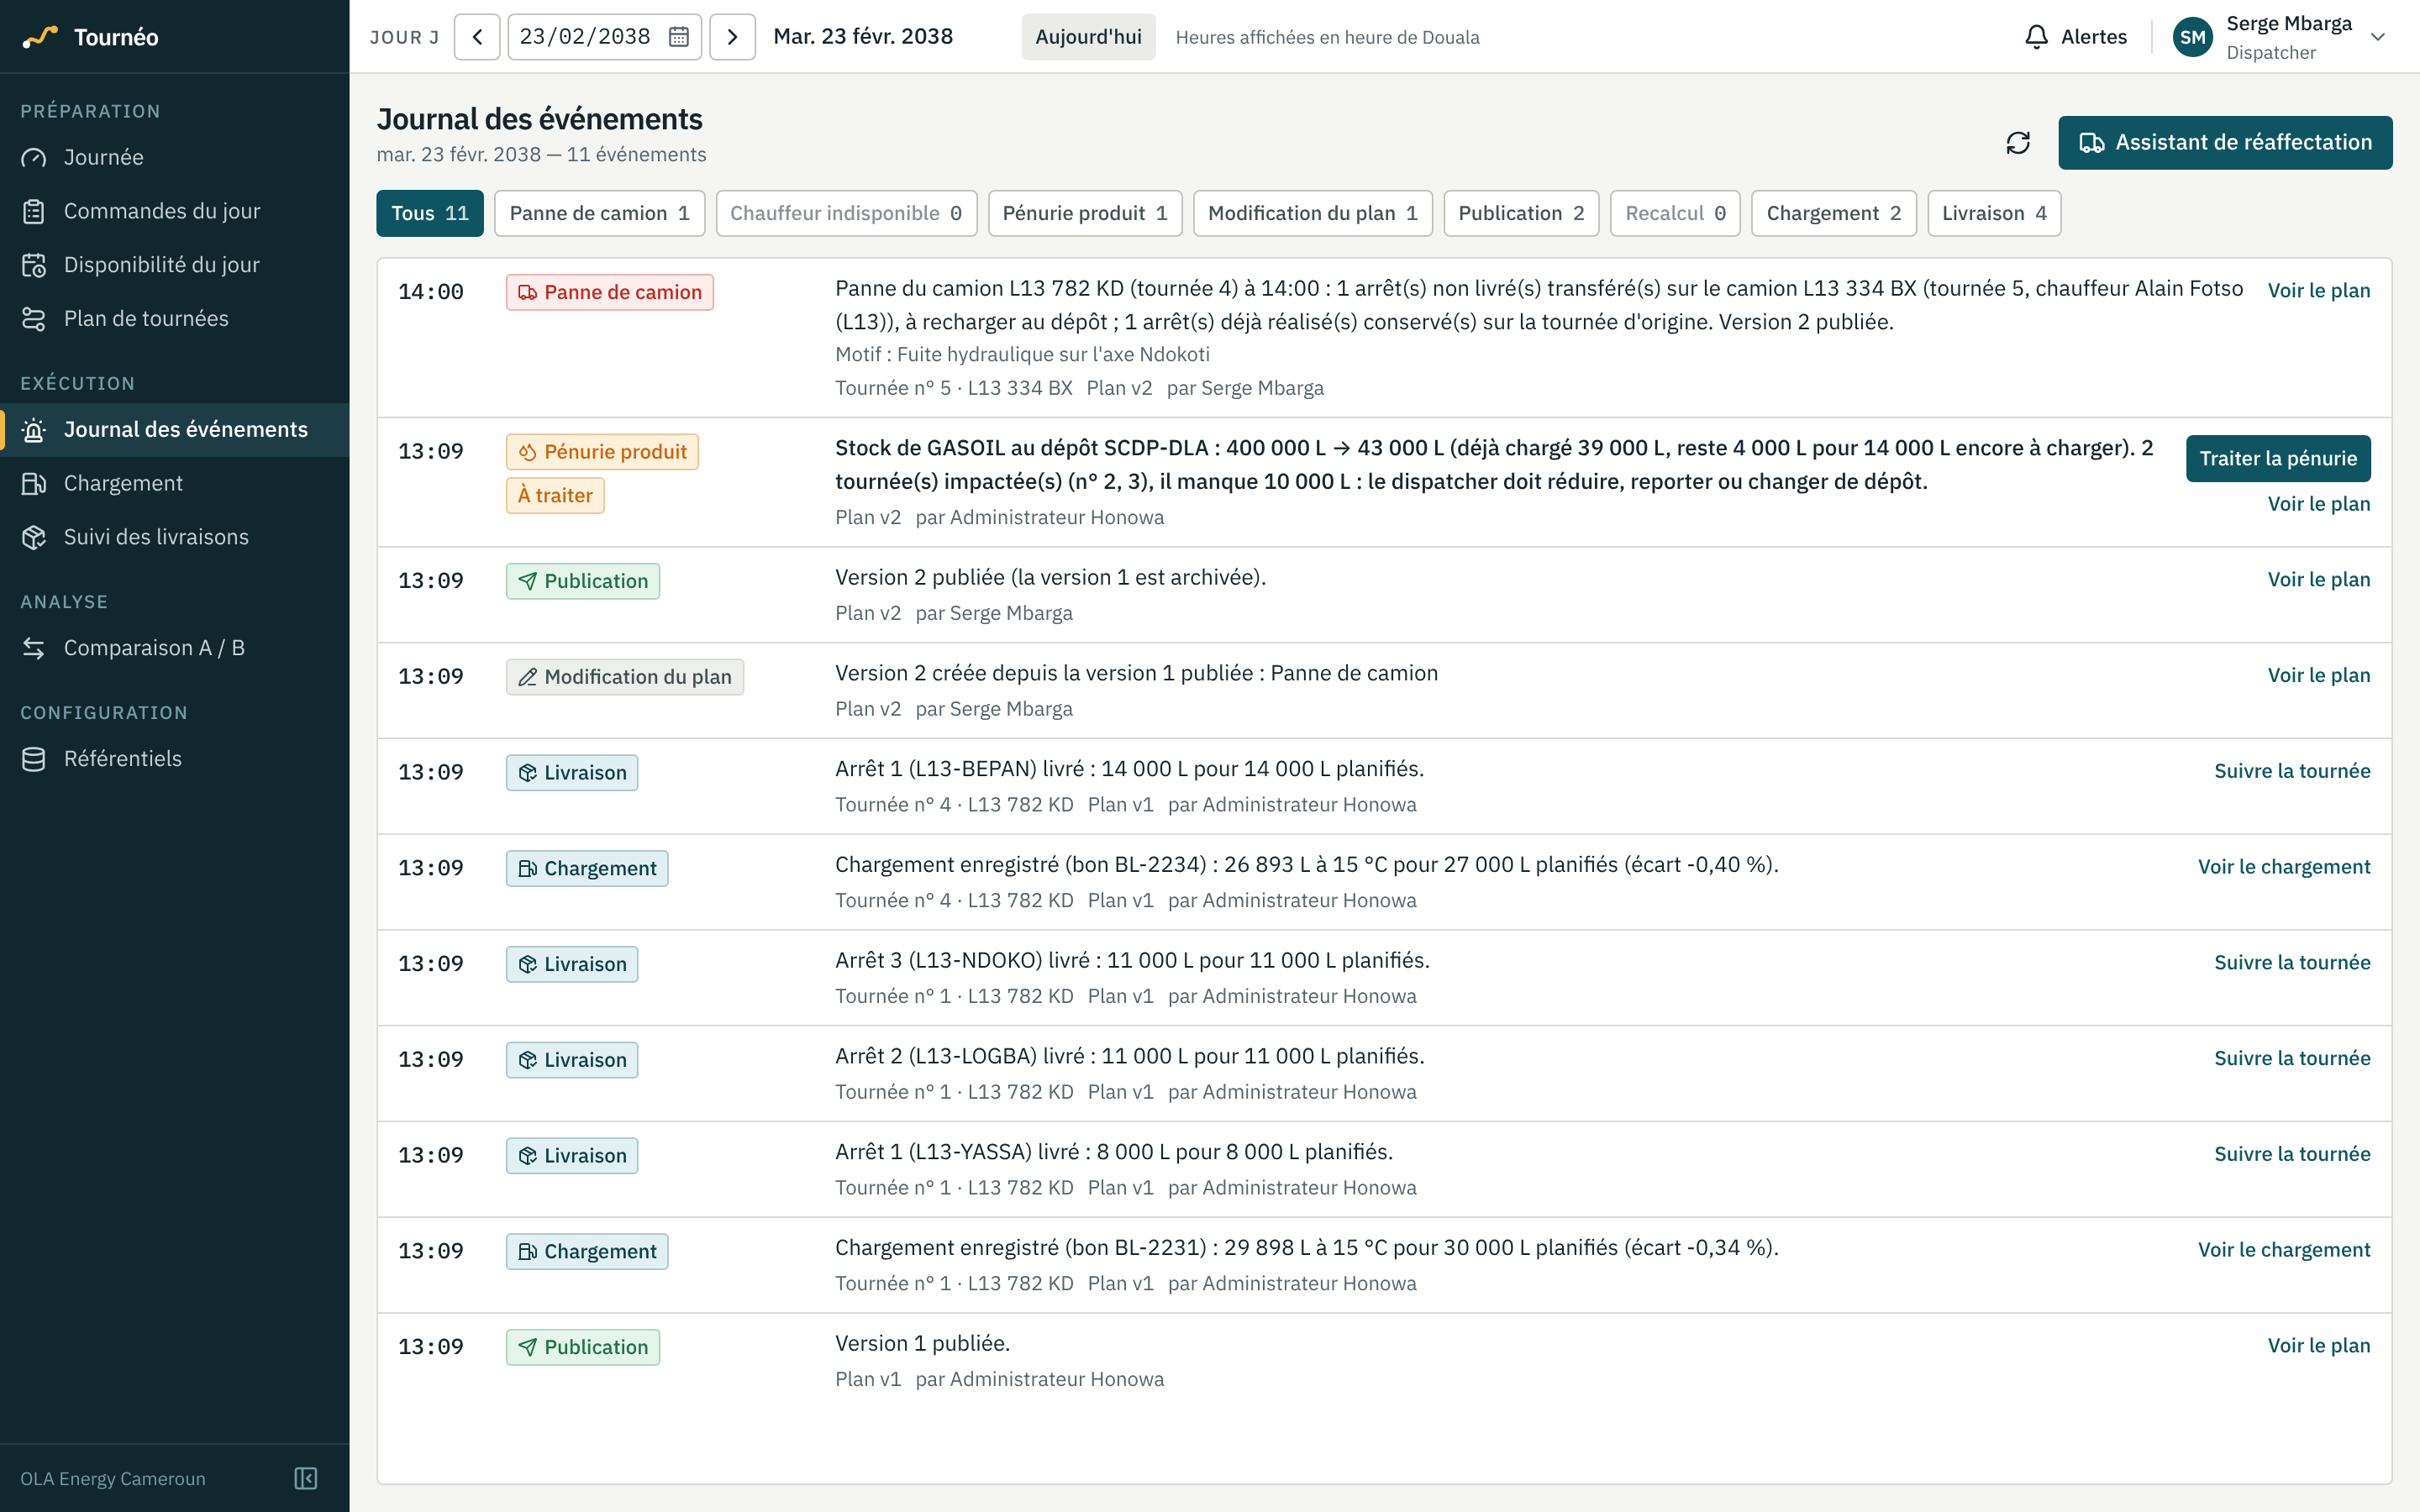 Tournéo
PRÉPARATION
Journée
Commandes du jour
Disponibilité du jour
Plan de tournées
EXÉCUTION
Journal des événements
Chargement
Suivi des livraisons
ANALYSE
Comparaison A / B
CONFIGURATION
Référentiels
OLA Energy Cameroun
JOUR J
23/02/2038
Mar. 23 févr. 2038
Aujourd'hui
Heures affichées en heure de Douala
Alertes
SM
Serge Mbarga
Dispatcher
Journal des événements
mar. 23 févr. 2038 — 11 événements
Assistant de réaffectation
Tous 11
Panne de camion 1
Chauffeur indisponible 0
Pénurie produit 1
Modification du plan 1
Publication 2
Recalcul 0
Chargement 2
Livraison 4
14:00
Panne de camion
Panne du camion L13 782 KD (tournée 4) à 14:00 : 1 arrêt(s) non livré(s) transféré(s) sur le camion L13 334 BX (tournée 5, chauffeur Alain Fotso
(L13)), à recharger au dépôt ; 1 arrêt(s) déjà réalisé(s) conservé(s) sur la tournée d'origine. Version 2 publiée.
Motif : Fuite hydraulique sur l'axe Ndokoti
Tournée n° 5 · L13 334 BX Plan v2 par Serge Mbarga
Voir le plan
13:09
Pénurie produit
À traiter
Stock de GASOIL au dépôt SCDP-DLA : 400 000 L → 43 000 L (déjà chargé 39 000 L, reste 4 000 L pour 14 000 L encore à charger). 2
tournée(s) impactée(s) (n° 2, 3), il manque 10 000 L : le dispatcher doit réduire, reporter ou changer de dépôt.
Plan v2 par Administrateur Honowa
Traiter la pénurie
Voir le plan
13:09
Publication
Version 2 publiée (la version 1 est archivée).
Plan v2 par Serge Mbarga
Voir le plan
13:09
Modification du plan
Version 2 créée depuis la version 1 publiée : Panne de camion
Plan v2 par Serge Mbarga
Voir le plan
13:09
Livraison
Arrêt 1 (L13-BEPAN) livré : 14 000 L pour 14 000 L planifiés.
Tournée n° 4 · L13 782 KD Plan v1 par Administrateur Honowa
Suivre la tournée
13:09
Chargement
Chargement enregistré (bon BL-2234) : 26 893 L à 15 °C pour 27 000 L planifiés (écart -0,40 %).
Tournée n° 4 · L13 782 KD Plan v1 par Administrateur Honowa
Voir le chargement
13:09
Livraison
Arrêt 3 (L13-NDOKO) livré : 11 000 L pour 11 000 L planifiés.
Tournée n° 1 · L13 782 KD Plan v1 par Administrateur Honowa
Suivre la tournée
13:09
Livraison
Arrêt 2 (L13-LOGBA) livré : 11 000 L pour 11 000 L planifiés.
Tournée n° 1 · L13 782 KD Plan v1 par Administrateur Honowa
Suivre la tournée
13:09
Livraison
Arrêt 1 (L13-YASSA) livré : 8 000 L pour 8 000 L planifiés.
Tournée n° 1 · L13 782 KD Plan v1 par Administrateur Honowa
Suivre la tournée
13:09
Chargement
Chargement enregistré (bon BL-2231) : 29 898 L à 15 °C pour 30 000 L planifiés (écart -0,34 %).
Tournée n° 1 · L13 782 KD Plan v1 par Administrateur Honowa
Voir le chargement
13:09
Publication
Version 1 publiée.
Plan v1 par Administrateur Honowa
Voir le plan